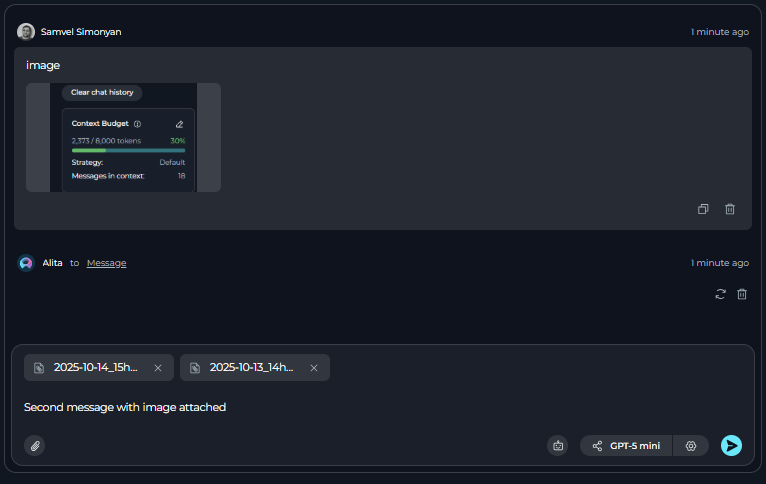 Samvel Simonyan
1 minute ago
image
Clear chat history
Context Budget
2,373 / 8,000 tokens 30%
Strategy: Default
Messages in context: 18
Alita to Message
1 minute ago
2025-10-14_15h... 2025-10-13_14h...
Second message with image attached
GPT-5 mini